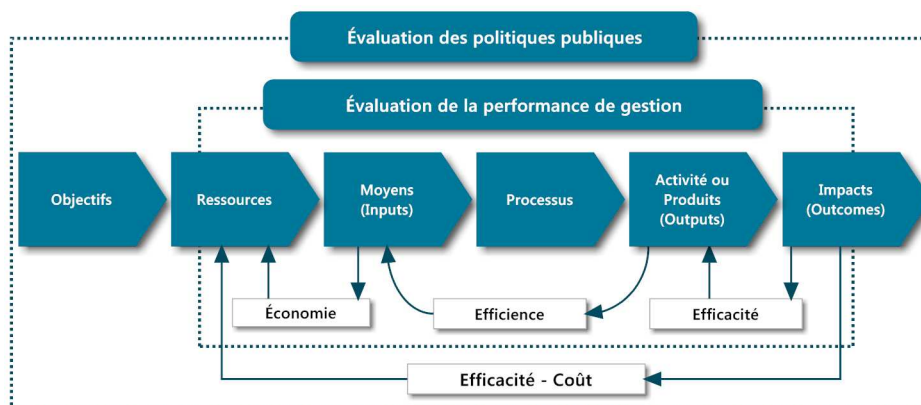 Évaluation des politiques publiques
Évaluation de la performance de gestion
Objectifs
Ressources
Moyens
(Inputs)
Processus
Activité ou
Produits
(Outputs)
Impacts
(Outcomes)
Économie
Efficience
Efficacité
Efficacité - Coût